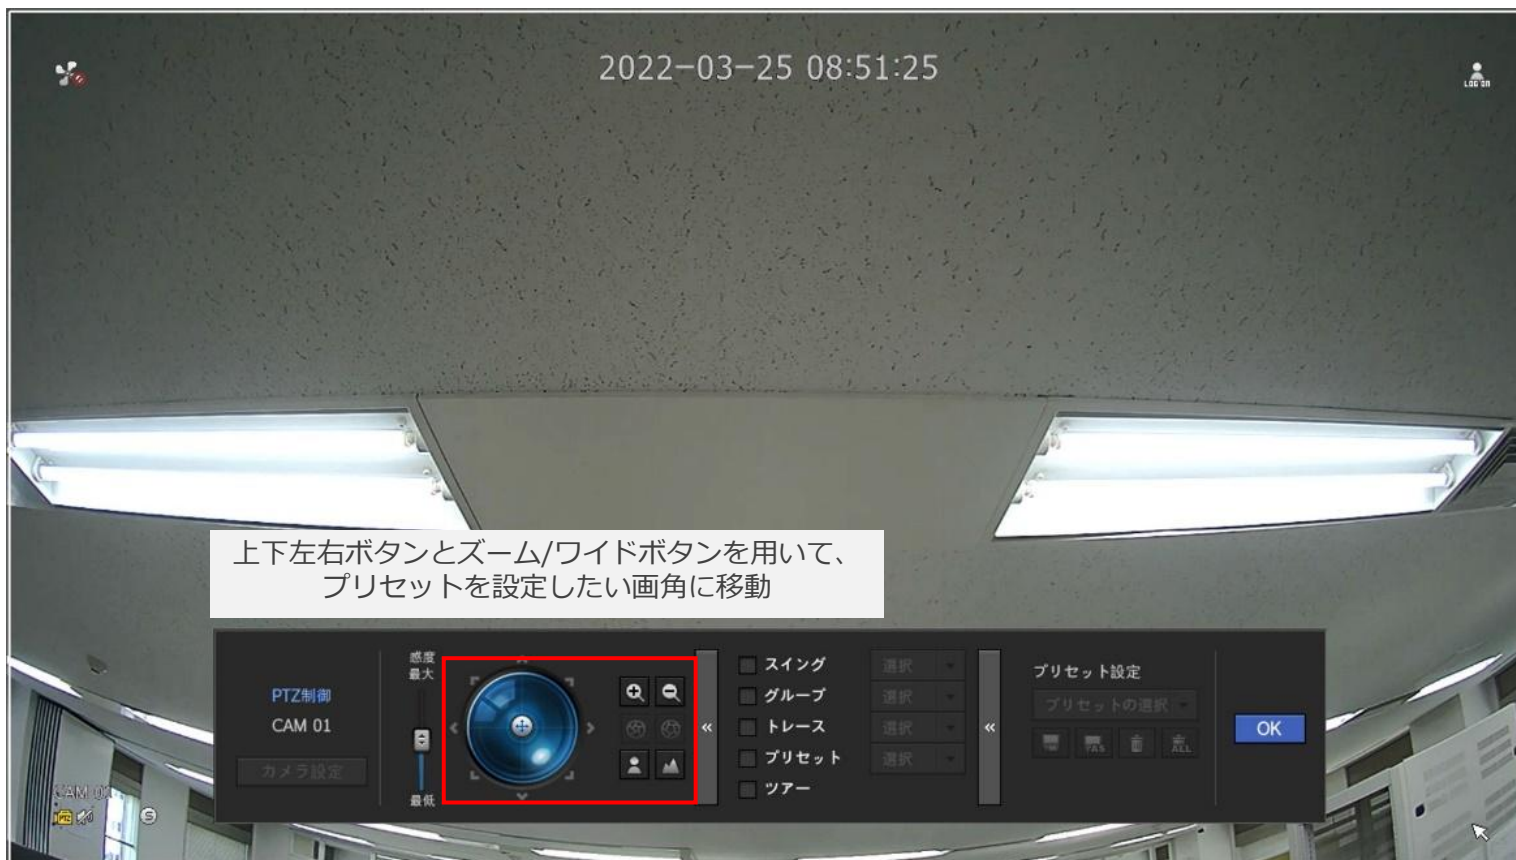 2022-03-25 08:51:25
LOG ON
上下左右ボタンとズーム/ワイドボタンを用いて、
プリセットを設定したい画角に移動
PTZ制御
CAM 01
カメラ設定
感度
最大
最低
スイング 選択
グループ 選択
トレース 選択
プリセット 選択
ツアー
プリセット設定
プリセットの選択
ALL
OK
CAM 01
PTZ
S